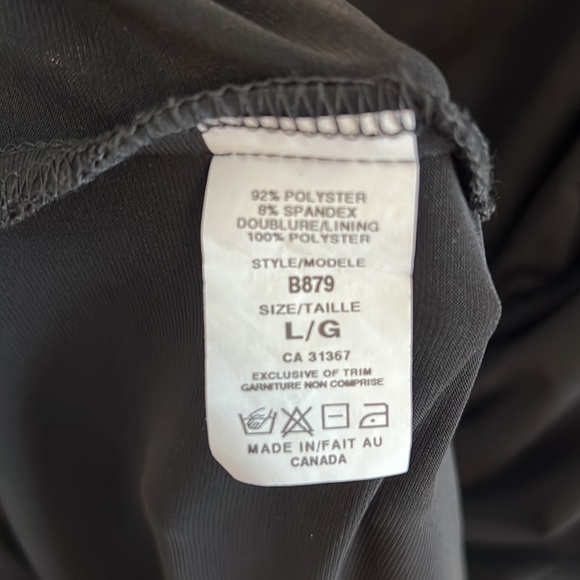 92% POLYSTER
8% SPANDEX
DOUBLURE/LINING
100% POLYSTER
STYLE/MODELE
B879
SIZE/TAILLE
L/G
CA 31367
EXCLUSIVE OF TRIM
GARNITURE NON COMPRISE
MADE IN/FAIT AU
CANADA